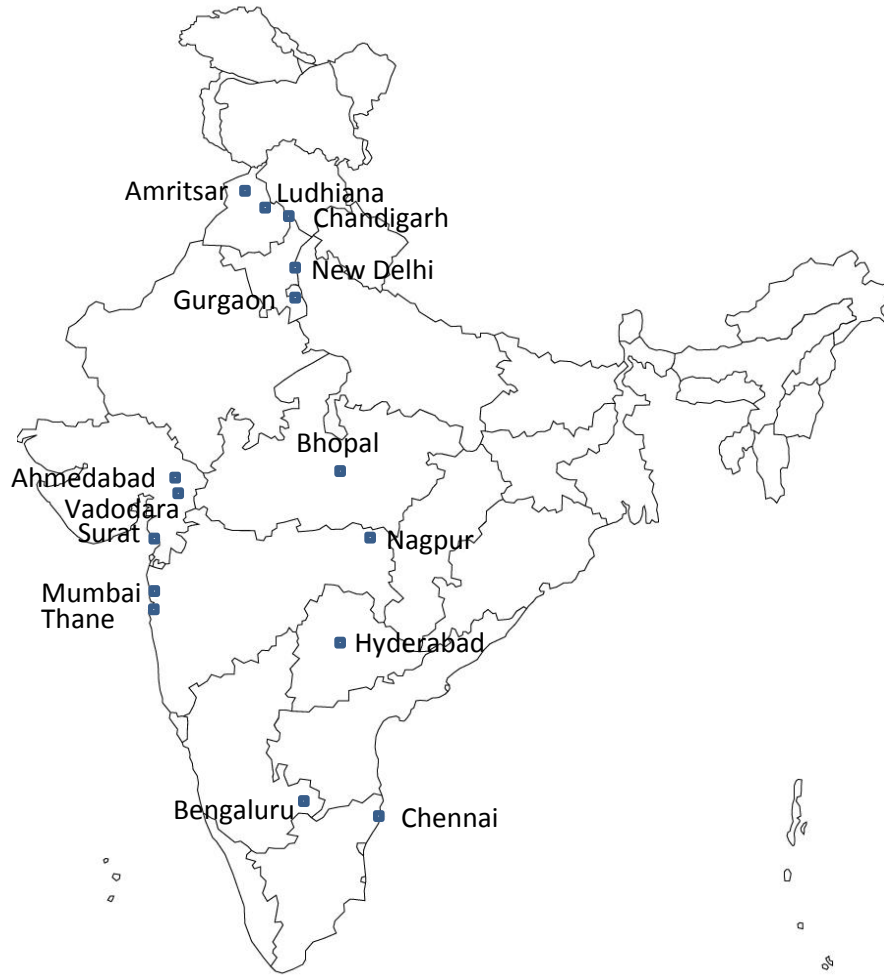 Amritsar
Ludhiana
Chandigarh
New Delhi
Gurgaon
Bhopal
Ahmedabad
Vadodara
Surat
Nagpur
Mumbai
Thane
Hyderabad
Bengaluru
Chennai